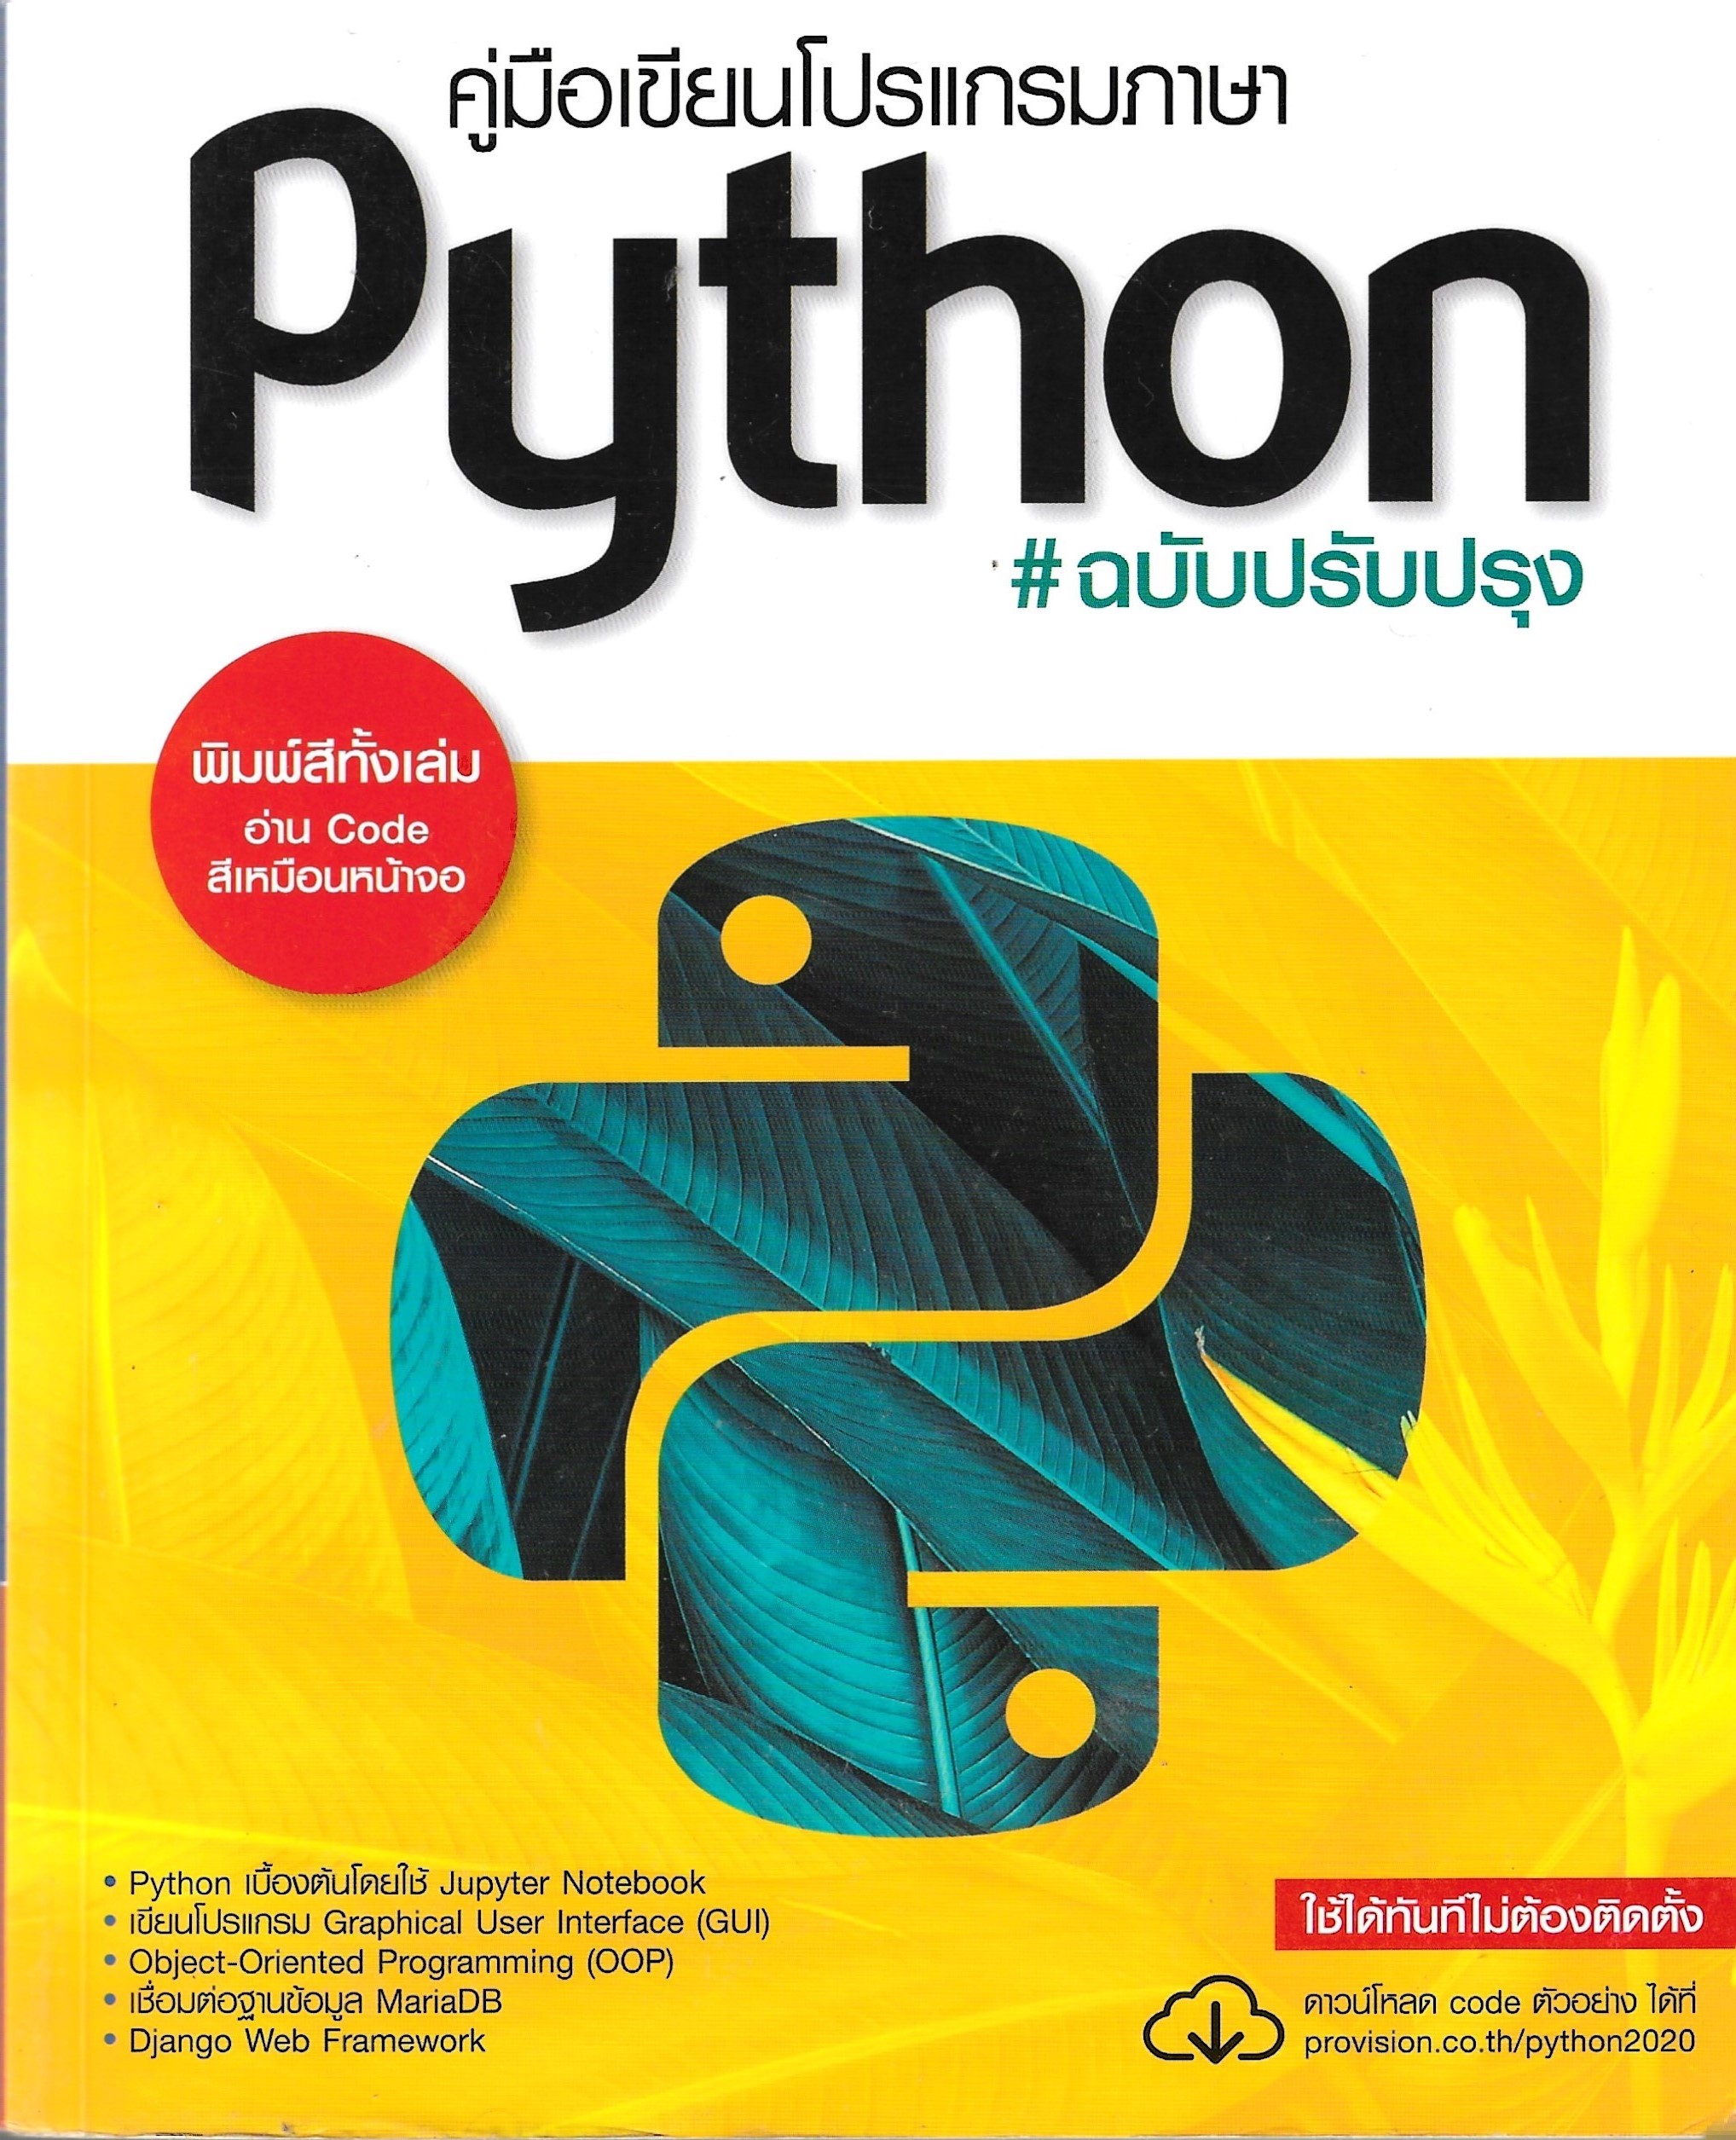 คู่มือเขียนโปรแกรมภาษา
Python
#ฉบับปรับปรุง
พิมพ์สีทั้งเล่ม
อ่าน Code
สีเหมือนหน้าจอ
• Python เบื้องต้นโดยใช้ Jupyter Notebook
• เขียนโปรแกรม Graphical User Interface (GUI)
• Object-Oriented Programming (OOP)
• เชื่อมต่อฐานข้อมูล MariaDB
• Django Web Framework
ใช้ได้ทันทีไม่ต้องติดตั้ง
ดาวน์โหลด code ตัวอย่าง ได้ที่
provision.co.th/python2020